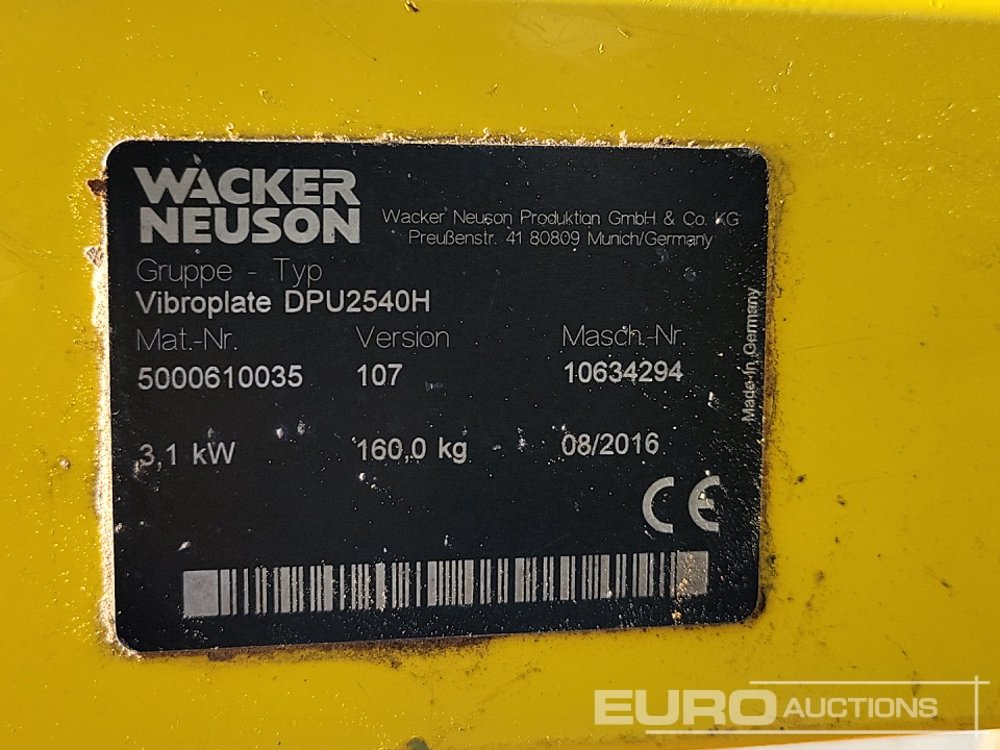 WACKER
NEUSON
Wacker Neuson Produktion GmbH & Co. KG
Preußenstr. 41 80809 Munich/Germany
Gruppe - Typ
Vibroplate DPU2540H
Mat.-Nr. Version Masch.-Nr.
5000610035 107 10634294
3,1 kW 160,0 kg 08/2016
CE
Made-in-Germany
EURO AUCTIONS